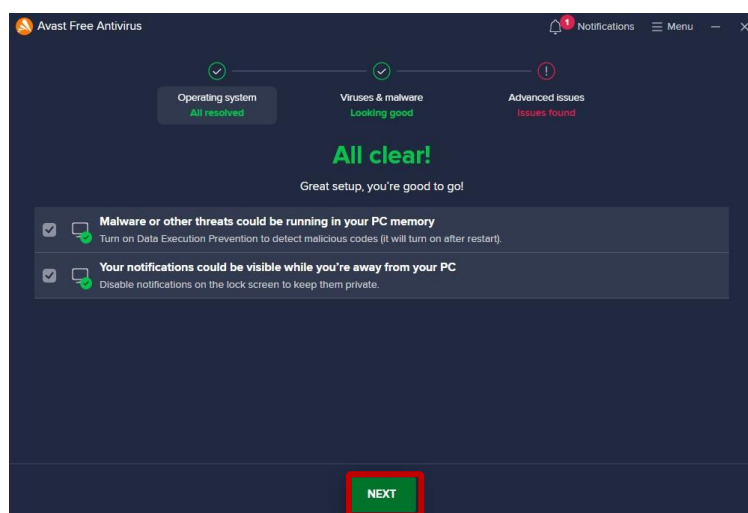 Avast Free Antivirus
1 Notifications
Menu
Operating system
All resolved
Viruses & malware
Looking good
Advanced issues
Issues found
All clear!
Great setup, you're good to go!
Malware or other threats could be running in your PC memory
Turn on Data Execution Prevention to detect malicious codes (it will turn on after restart).
Your notifications could be visible while you're away from your PC
Disable notifications on the lock screen to keep them private.
NEXT